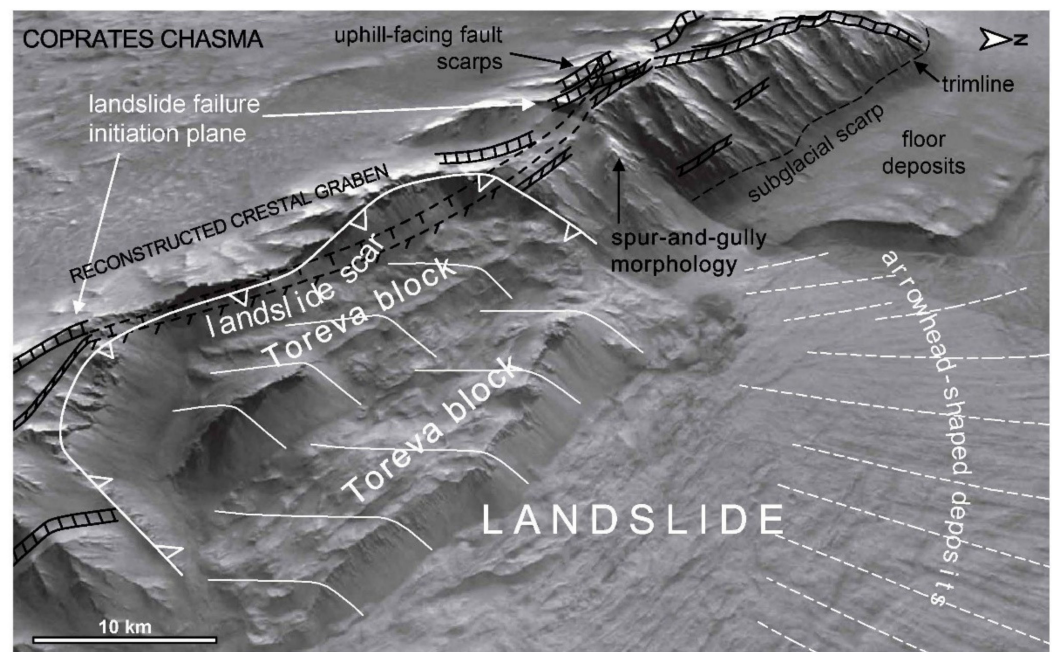 COPRATES CHASMA
uphill-facing fault
scarps
N
trimline
landslide failure
initiation plane
floor
deposits
subglacial scarp
RECONSTRUCTED CRESTAL GRABEN
spur-and-gully
morphology
landslide scar
Toreva block
Toreva block
arrowhead-shaped deposits
LANDSLIDE
10 km